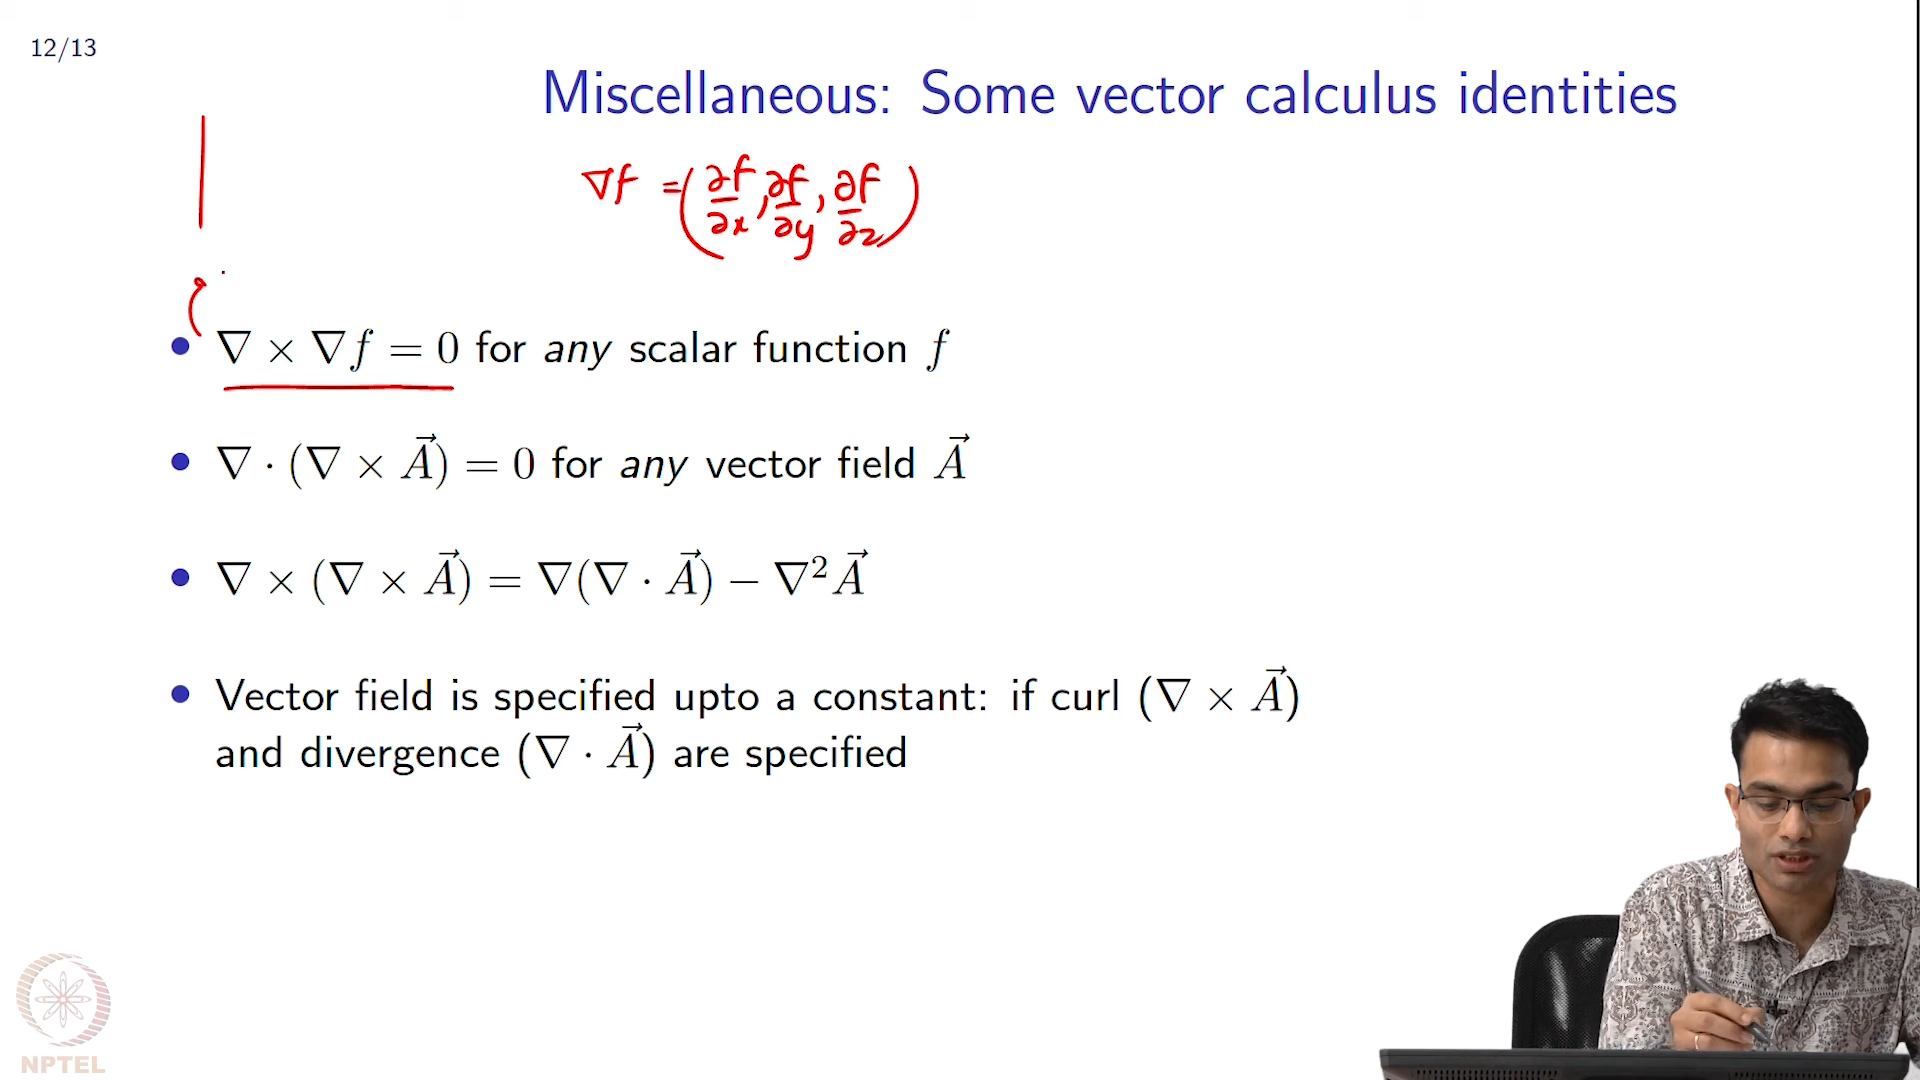 12/13
Miscellaneous: Some vector calculus identities
∇f = (∂f/∂x, ∂f/∂y, ∂f/∂z)
• ∇ × ∇f = 0 for any scalar function f
• ∇ · (∇ × A⃗) = 0 for any vector field A⃗
• ∇ × (∇ × A⃗) = ∇(∇ · A⃗) − ∇²A⃗
• Vector field is specified upto a constant: if curl (∇ × A⃗)
and divergence (∇ · A⃗) are specified
NPTEL